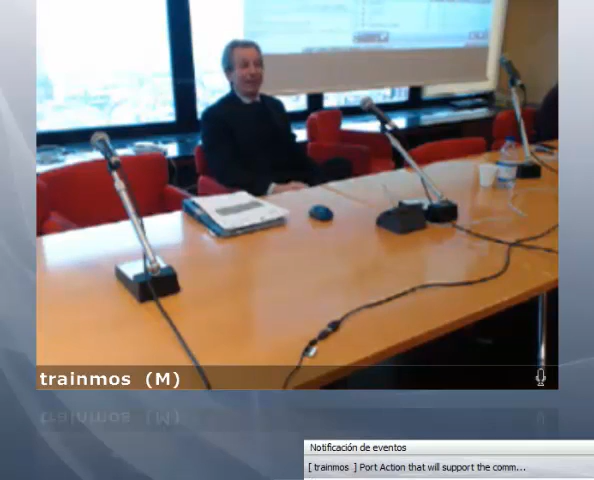 trainmos (M)
Notificación de eventos
[ trainmos ] Port Action that will support the comm...